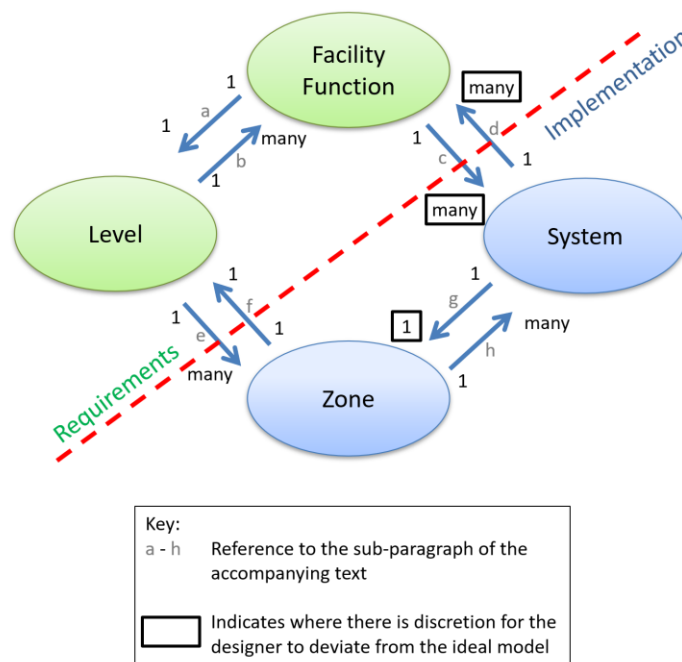 Facility
Function
1
a
1
b
many
1
many
d
1
c
1
many
Implementation
Level
System
1
f
1
e
many
1
1
g
1
many
h
1
Requirements
Zone
Key:
a - h Reference to the sub-paragraph of the
accompanying text
Indicates where there is discretion for the
designer to deviate from the ideal model